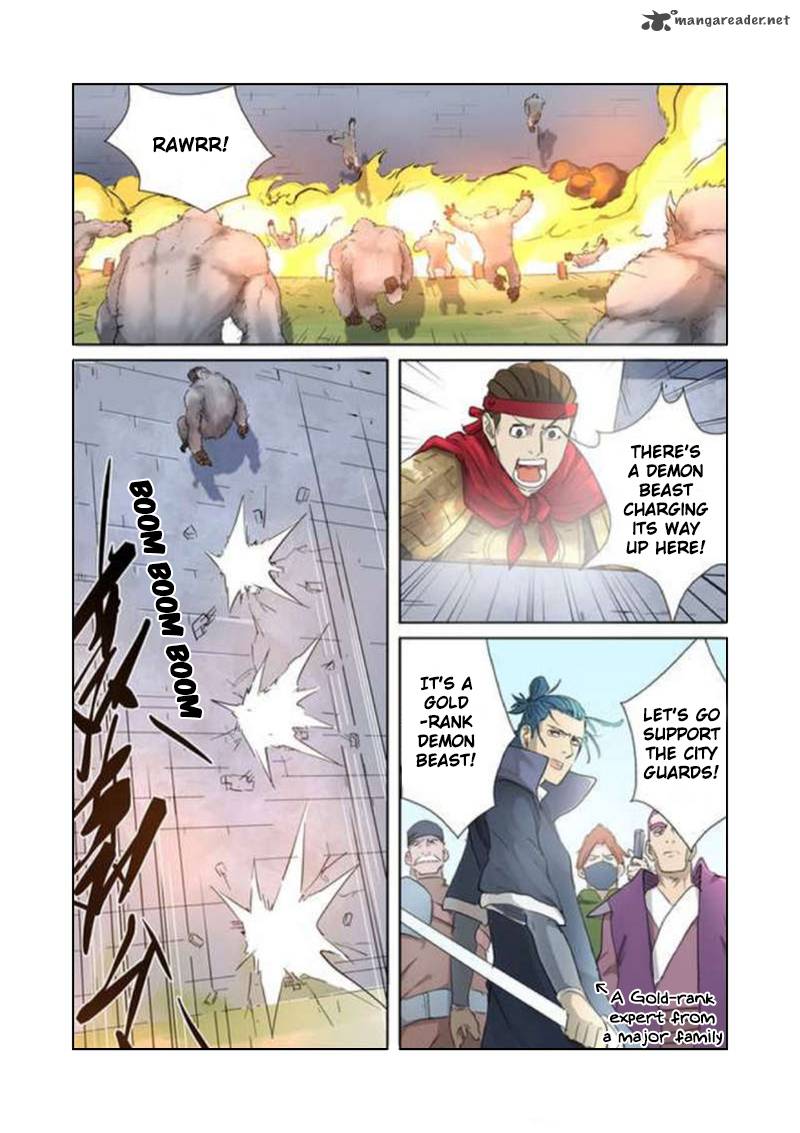 mangareader.net
RAWRR!
THERE'S
A DEMON
BEAST
CHARGING
ITS WAY
UP HERE!
BOOM BOOM BOOM
IT'S A
GOLD
-RANK
DEMON
BEAST!
LET'S GO
SUPPORT
THE CITY
GUARDS!
A Gold-rank
expert from
a major family